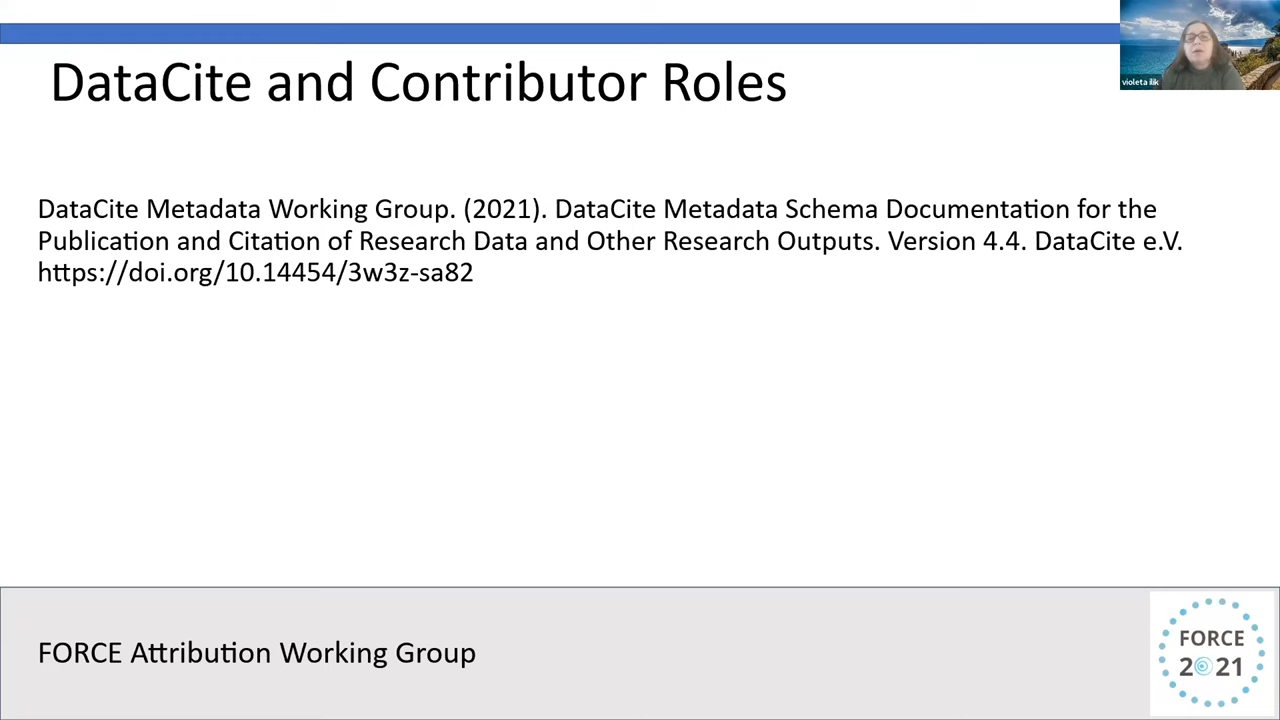 violeta ilik
DataCite and Contributor Roles
DataCite Metadata Working Group. (2021). DataCite Metadata Schema Documentation for the
Publication and Citation of Research Data and Other Research Outputs. Version 4.4. DataCite e.V.
https://doi.org/10.14454/3w3z-sa82
FORCE Attribution Working Group
FORCE
2021